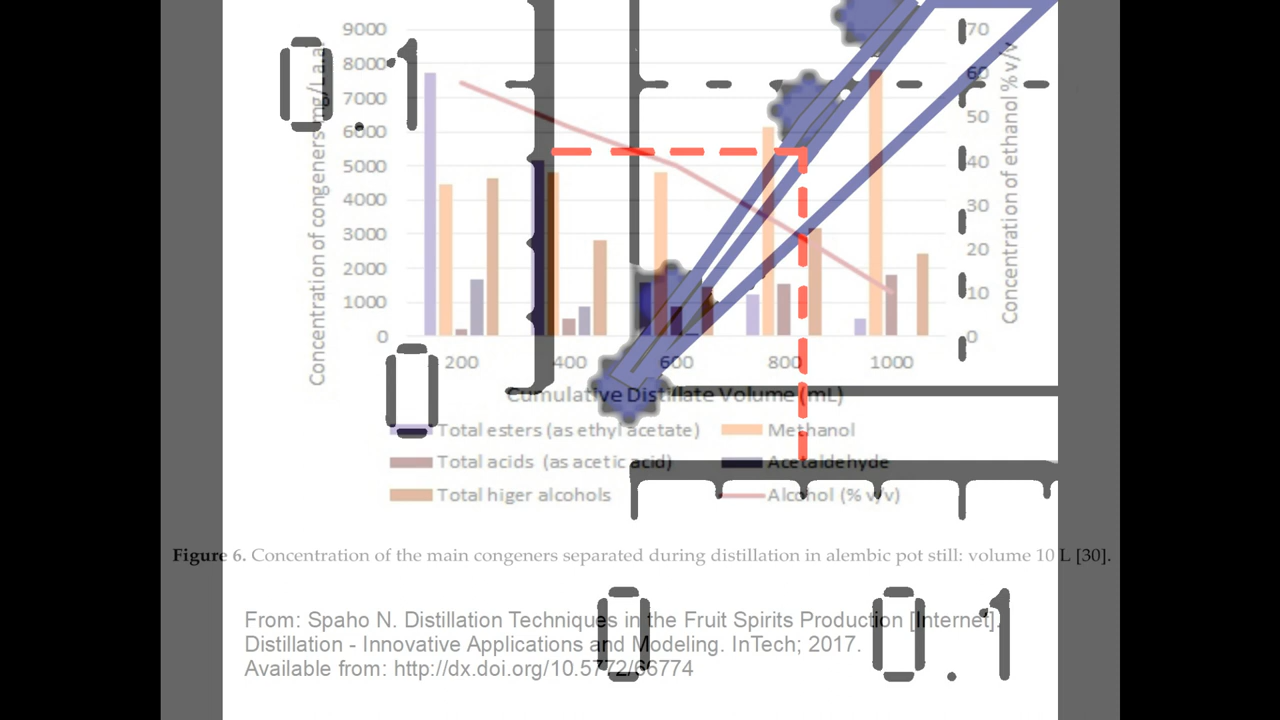 9000
8000
7000
6000
5000
4000
3000
2000
1000
0
Concentration of congeners mg/L a.a.
70
60
50
40
30
20
10
0
Concentration of ethanol % v/v
0.1
0
200 400 600 800 1000
Cumulative Distillate Volume (mL)
Total esters (as ethyl acetate) Methanol
Total acids (as acetic acid) Acetaldehyde
Total higer alcohols Alcohol (% v/v)
Figure 6. Concentration of the main congeners separated during distillation in alembic pot still: volume 10 L [30].
0 0.1
From: Spaho N. Distillation Techniques in the Fruit Spirits Production [Internet].
Distillation - Innovative Applications and Modeling. InTech; 2017.
Available from: http://dx.doi.org/10.5772/66774